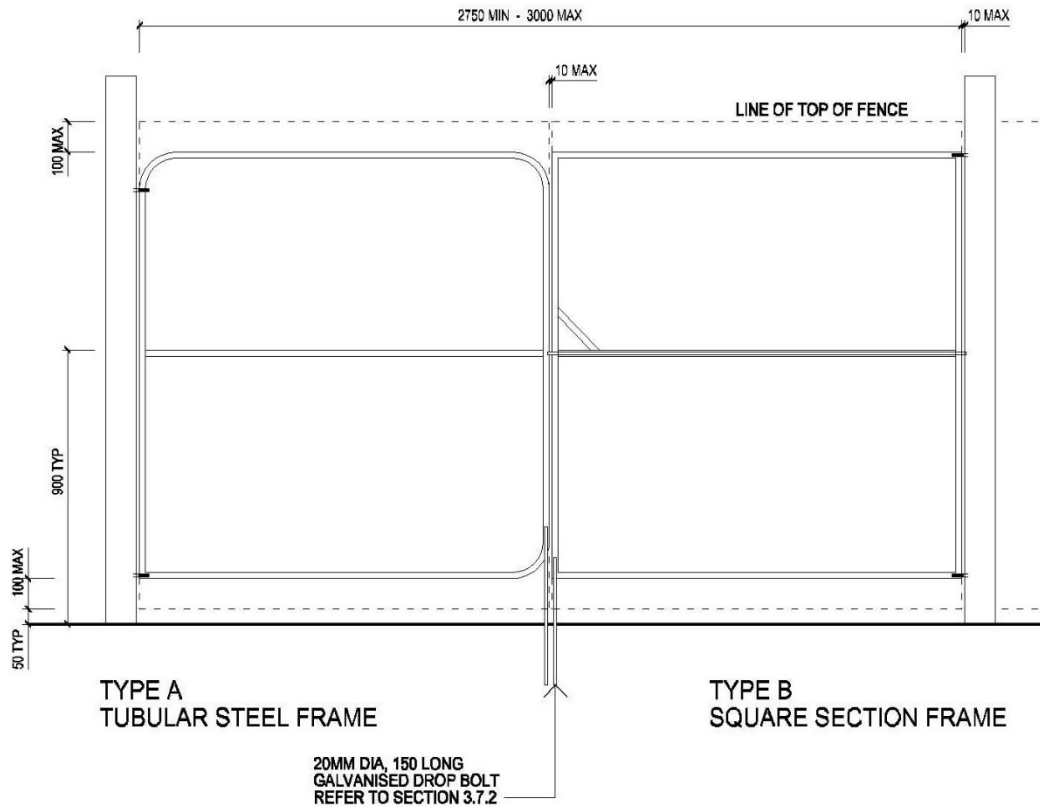 2750 MIN - 3000 MAX
10 MAX
10 MAX
LINE OF TOP OF FENCE
100 MAX
900 TYP
100 MAX
50 TYP
TYPE A
TUBULAR STEEL FRAME
TYPE B
SQUARE SECTION FRAME
20MM DIA, 150 LONG
GALVANISED DROP BOLT
REFER TO SECTION 3.7.2